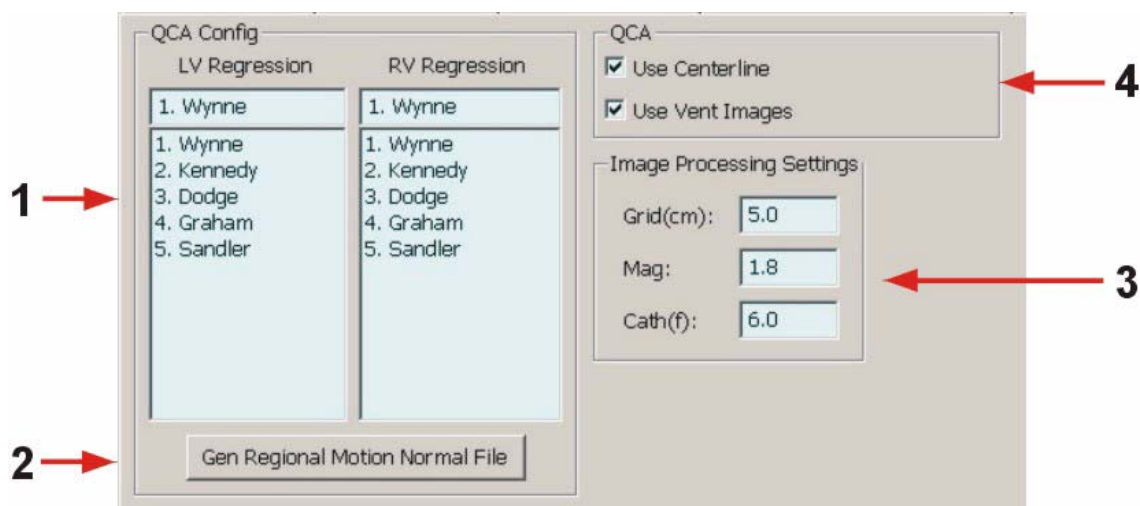 QCA Config
LV Regression RV Regression
1. Wynne 1. Wynne
1. Wynne 1. Wynne
2. Kennedy 2. Kennedy
3. Dodge 3. Dodge
4. Graham 4. Graham
5. Sandler 5. Sandler
Gen Regional Motion Normal File
QCA
Use Centerline
Use Vent Images
Image Processing Settings
Grid(cm): 5.0
Mag: 1.8
Cath(f): 6.0
1
2
3
4